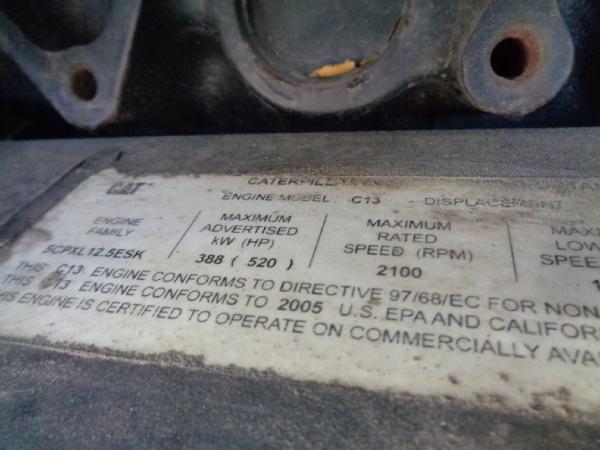 CAT CATERPILLAR
ENGINE MODEL: C13 DISPLACEMENT
ENGINE FAMILY MAXIMUM ADVERTISED kW (HP) MAXIMUM RATED SPEED (RPM)
5CPXL12.5ESK 388 ( 520 ) 2100
THIS C13 ENGINE CONFORMS TO DIRECTIVE 97/68/EC FOR NON
THIS C13 ENGINE CONFORMS TO 2005 U.S. EPA AND CALIFOR
THIS ENGINE IS CERTIFIED TO OPERATE ON COMMERCIALLY AVA